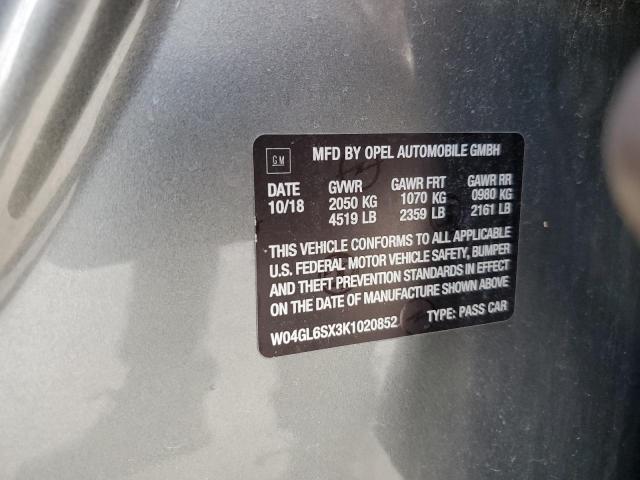 GM
MFD BY OPEL AUTOMOBILE GMBH
DATE GVWR GAWR FRT GAWR RR
10/18 2050 KG 1070 KG 0980 KG
4519 LB 2359 LB 2161 LB
THIS VEHICLE CONFORMS TO ALL APPLICABLE
U.S. FEDERAL MOTOR VEHICLE SAFETY, BUMPER
AND THEFT PREVENTION STANDARDS IN EFFECT
ON THE DATE OF MANUFACTURE SHOWN ABOVE
W04GL6SX3K1020852 TYPE: PASS CAR